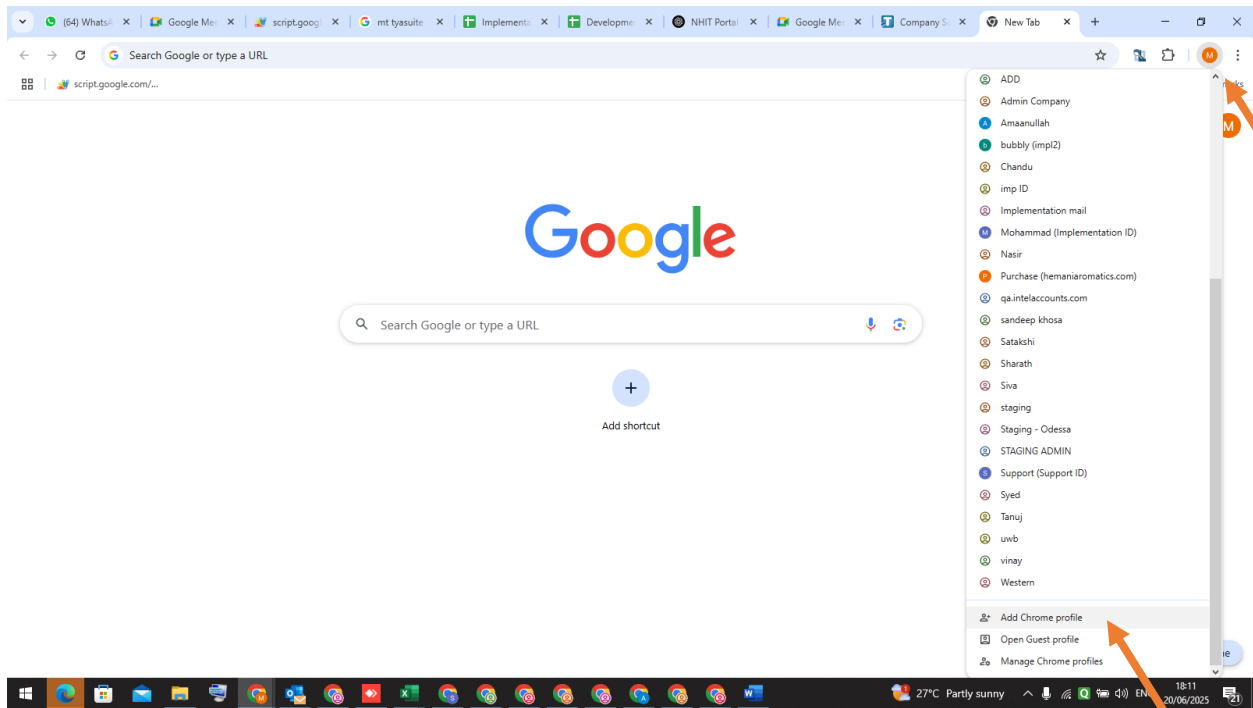 (64) WhatsA
Google Mee
script.googl
mt tyasuite
Implementa
Developme
NHIT Portal
Google Mee
Company Se
New Tab
G Search Google or type a URL
M
script.google.com/...
M
ADD
Admin Company
A Amaanullah
b bubbly (impl2)
Chandu
imp ID
Implementation mail
M Mohammad (Implementation ID)
Nasir
P Purchase (hemaniaromatics.com)
qa.intelaccounts.com
sandeep khosa
Satakshi
Sharath
Siva
staging
Staging - Odessa
STAGING ADMIN
S Support (Support ID)
Syed
Tanuj
uwb
vinay
Western
Add Chrome profile
Open Guest profile
Manage Chrome profiles
Google
Search Google or type a URL
Add shortcut
27°C Partly sunny
18:11
20/06/2025
21